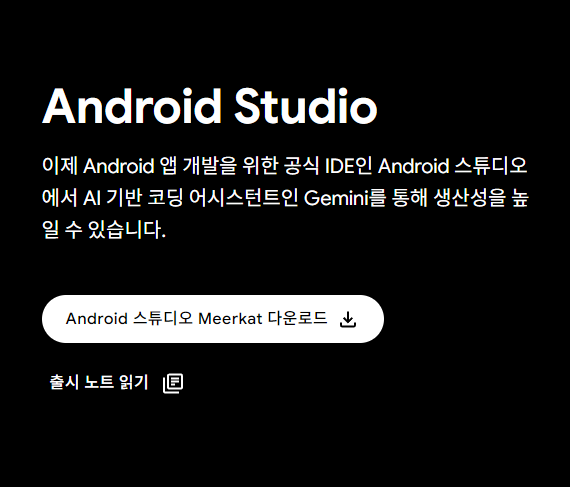 Android Studio
이제 Android 앱 개발을 위한 공식 IDE인 Android 스튜디오
에서 AI 기반 코딩 어시스턴트인 Gemini를 통해 생산성을 높
일 수 있습니다.
Android 스튜디오 Meerkat 다운로드
출시 노트 읽기